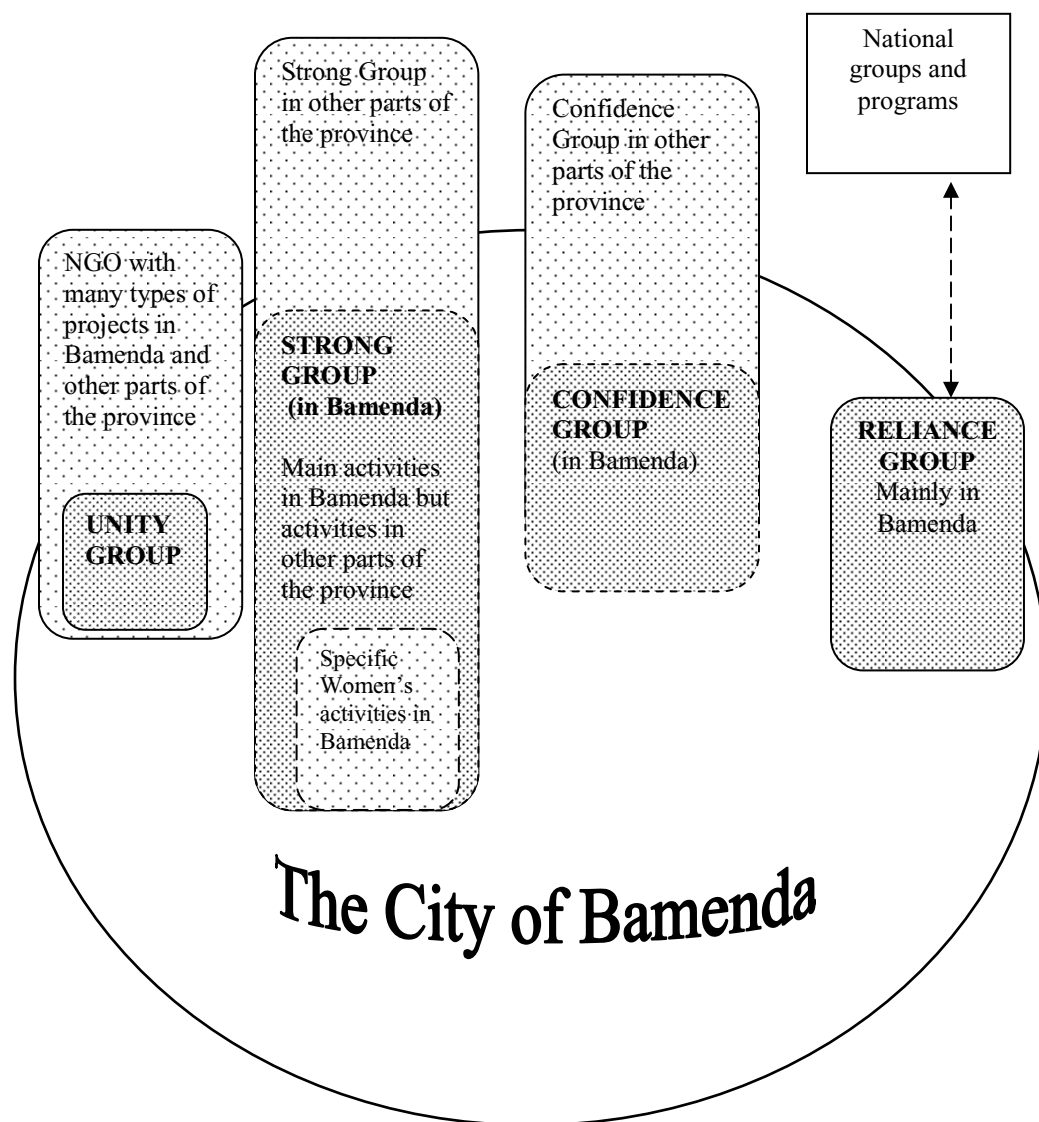 National
groups and
programs
Strong Group
in other parts of
the province
Confidence
Group in other
parts of the
province
NGO with
many types of
projects in
Bamenda and
other parts of
the province
UNITY
GROUP
STRONG
GROUP
(in Bamenda)
Main activities
in Bamenda but
activities in
other parts of
the province
Specific
Women's
activities in
Bamenda
CONFIDENCE
GROUP
(in Bamenda)
RELIANCE
GROUP
Mainly in
Bamenda
The City of Bamenda